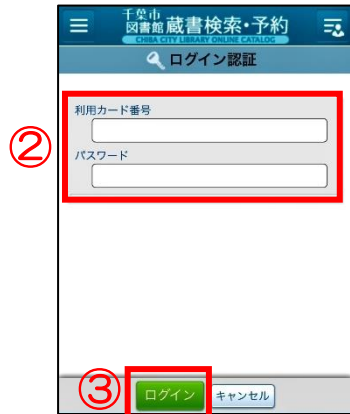 千葉市
図書館 蔵書検索・予約
CHIBA CITY LIBRARY ONLINE CATALOG
ログイン認証
②
利用カード番号
パスワード
③
ログイン
キャンセル